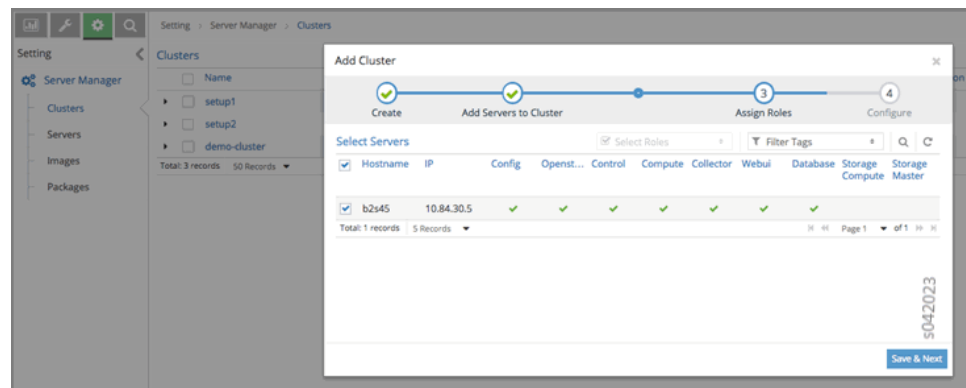 Setting > Server Manager > Clusters
Setting
Server Manager
Clusters
Servers
Images
Packages
Clusters
Name
setup1
setup2
demo-cluster
Total: 3 records 50 Records
on
Add Cluster
Create
Add Servers to Cluster
3
Assign Roles
4
Configure
Select Servers
Select Roles
Filter Tags
Hostname IP Config Openst... Control Compute Collector Webui Database Storage Compute Storage Master
b2s45 10.84.30.5
Total: 1 records 5 Records
Page 1 of 1
s042023
Save & Next